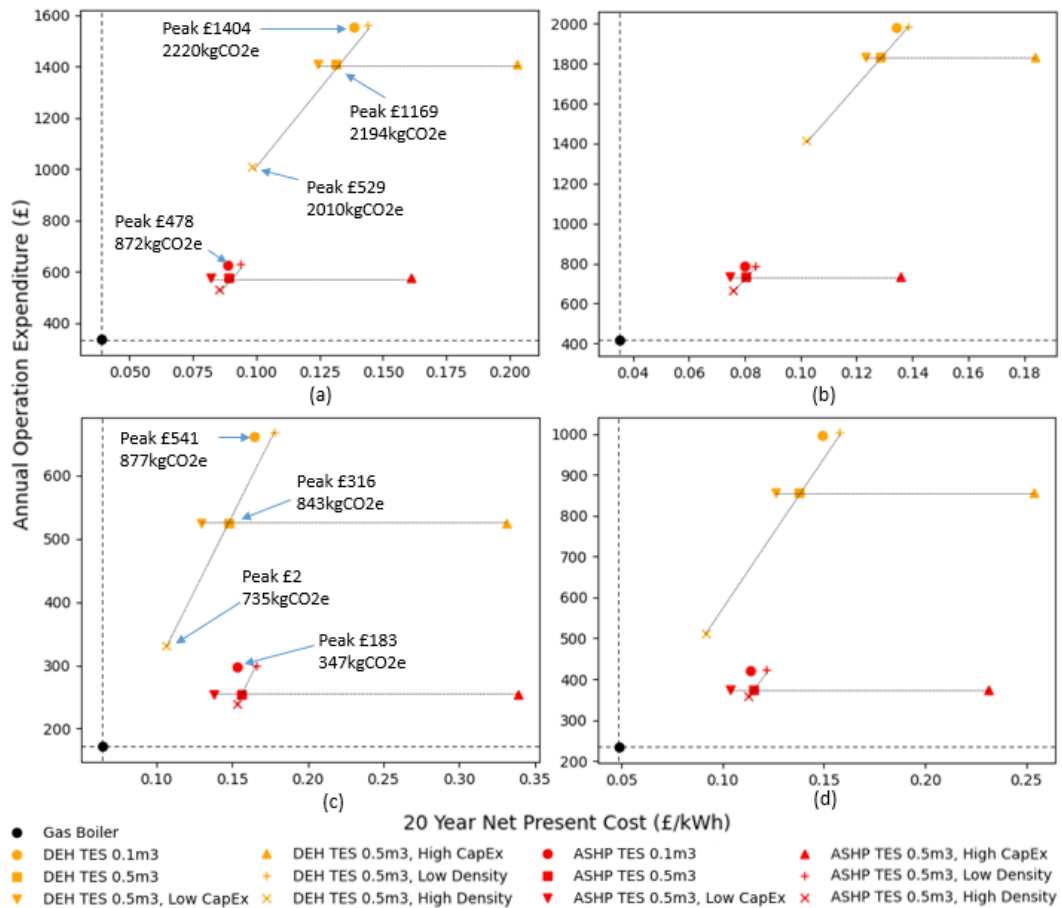 1600
1400
1200
1000
800
600
400
Peak £1404
2220kgCO2e
Peak £1169
2194kgCO2e
Peak £529
2010kgCO2e
Peak £478
872kgCO2e
0.050
0.075
0.100
0.125
0.150
0.175
0.200
(a)
2000
1800
1600
1400
1200
1000
800
600
400
0.04
0.06
0.08
0.10
0.12
0.14
0.16
0.18
(b)
Annual Operation Expenditure (£)
600
500
400
300
200
Peak £541
877kgCO2e
Peak £316
843kgCO2e
Peak £2
735kgCO2e
Peak £183
347kgCO2e
0.10
0.15
0.20
0.25
0.30
0.35
(c)
1000
900
800
700
600
500
400
300
200
0.05
0.10
0.15
0.20
0.25
(d)
20 Year Net Present Cost (£/kWh)
Gas Boiler
DEH TES 0.1m3
DEH TES 0.5m3
DEH TES 0.5m3, Low CapEx
DEH TES 0.5m3, High CapEx
DEH TES 0.5m3, Low Density
DEH TES 0.5m3, High Density
ASHP TES 0.1m3
ASHP TES 0.5m3
ASHP TES 0.5m3, Low CapEx
ASHP TES 0.5m3, High CapEx
ASHP TES 0.5m3, Low Density
ASHP TES 0.5m3, High Density